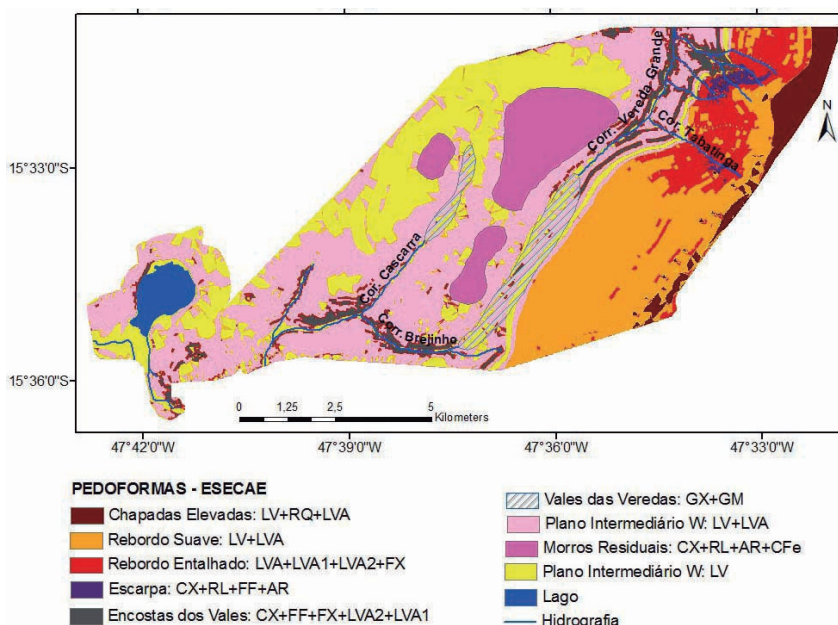 15°33'0"S
15°36'0"S
Corr. Vereda Grande
Cor. Tabatinga
Cor. Cascarra
Corr. Brejinho
N
0 1,25 2,5 5
Kilometers
47°42'0"W 47°39'0"W 47°36'0"W 47°33'0"W
PEDOFORMAS - ESECAE
Chapadas Elevadas: LV+RQ+LVA
Rebordo Suave: LV+LVA
Rebordo Entalhado: LVA+LVA1+LVA2+FX
Escarpa: CX+RL+FF+AR
Encostas dos Vales: CX+FF+FX+LVA2+LVA1
Vales das Veredas: GX+GM
Plano Intermediário W: LV+LVA
Morros Residuais: CX+RL+AR+CFe
Plano Intermediário W: LV
Lago
Hidrografia